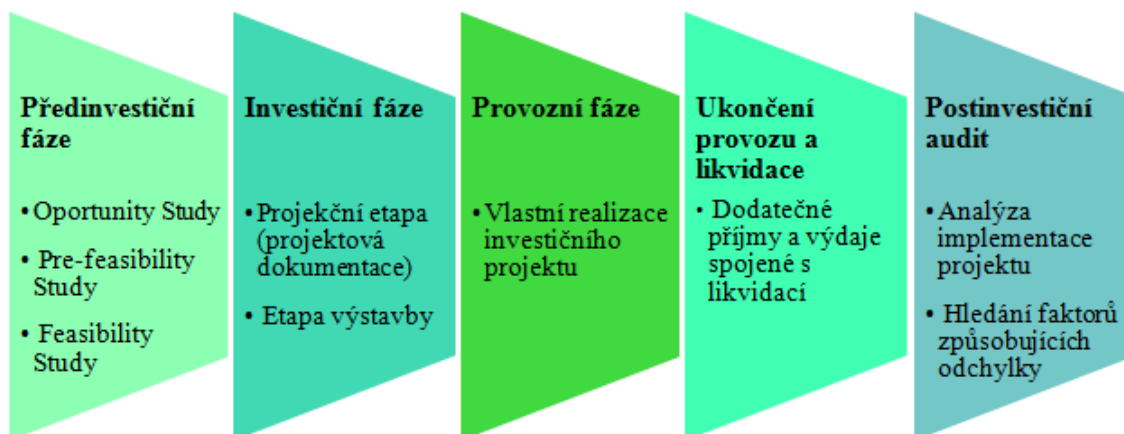 Předinvestiční
fáze
• Oportunity Study
• Pre-feasibility
Study
• Feasibility
Study
Investiční fáze
• Projekční etapa
(projektová
dokumentace)
• Etapa výstavby
Provozní fáze
• Vlastní realizace
investičního
projektu
Ukončení
provozu a
likvidace
• Dodatečné
příjmy a výdaje
spojené s
likvidací
Postinvestiční
audit
• Analýza
implementace
projektu
• Hledání faktorů
způsobujících
odchylky